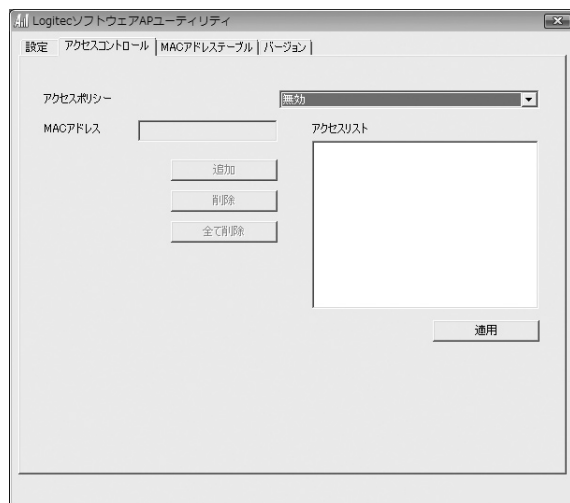 LogitecソフトウェアAPユーティリティ
設定 アクセスコントロール MACアドレステーブル バージョン
アクセスポリシー 無効
MACアドレス アクセスリスト
追加
削除
全て削除
適用